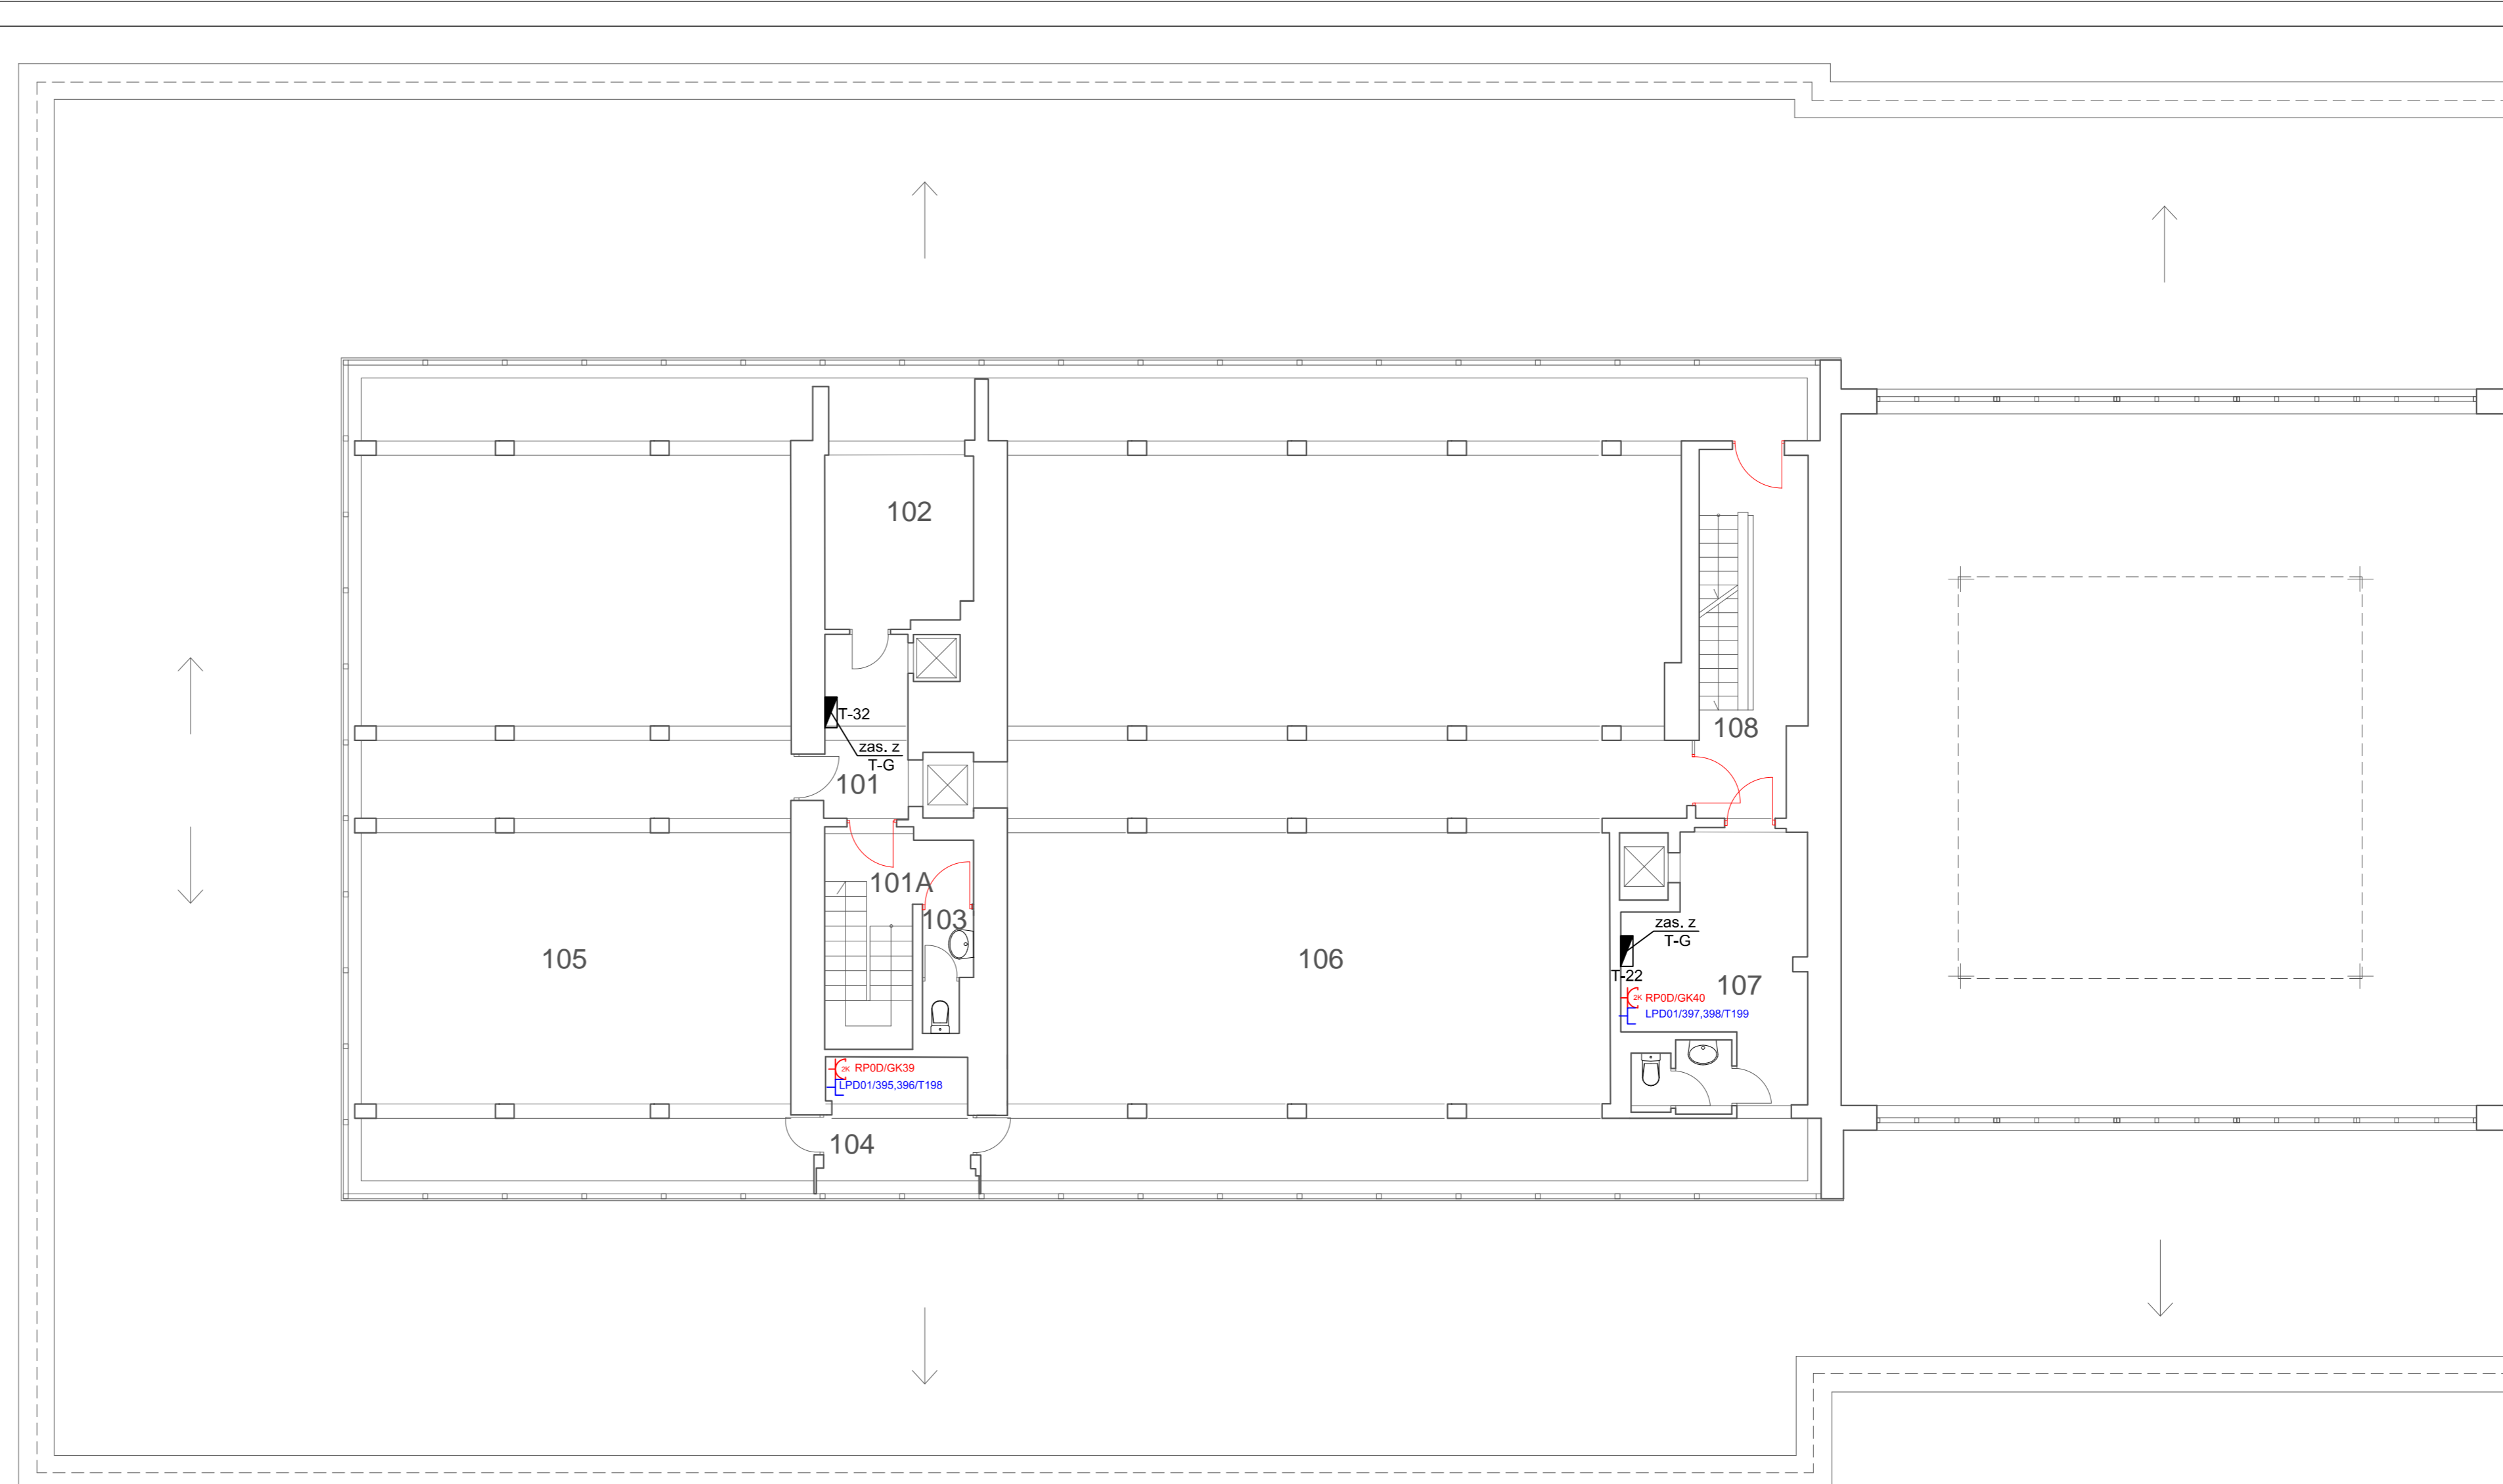 102
T-32
zas. z
T-G
101
108
101A
103
105
106
zas. z
T-G
T-22
107
2K RP0D/GK40
LPD01/397,398/T199
2K RP0D/GK39
LPD01/395,396/T198
104